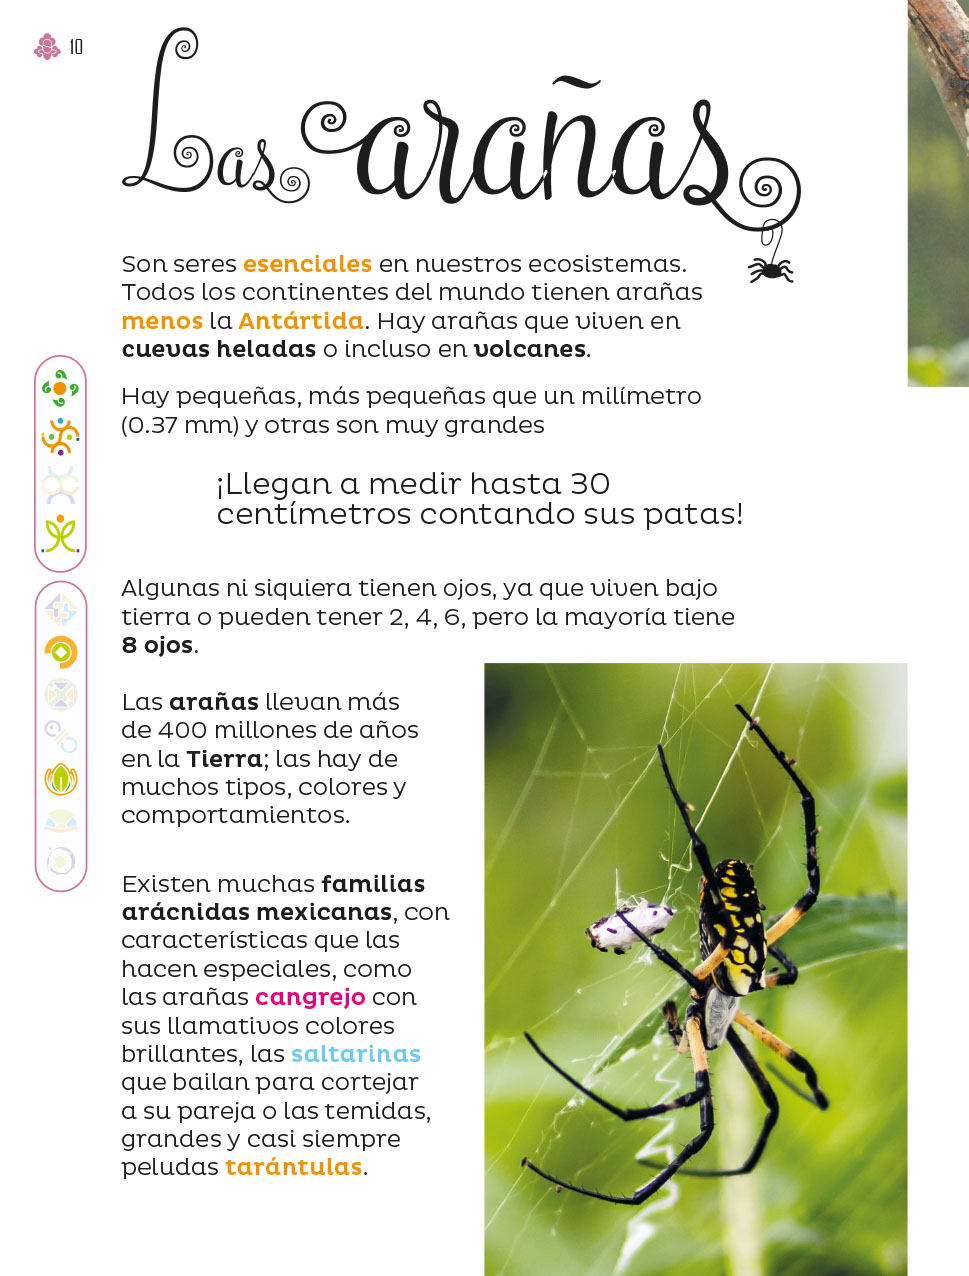 10
Las arañas
Son seres esenciales en nuestros ecosistemas.
Todos los continentes del mundo tienen arañas
menos la Antártida. Hay arañas que viven en
cuevas heladas o incluso en volcanes.
Hay pequeñas, más pequeñas que un milímetro
(0.37 mm) y otras son muy grandes
¡Llegan a medir hasta 30
centímetros contando sus patas!
Algunas ni siquiera tienen ojos, ya que viven bajo
tierra o pueden tener 2, 4, 6, pero la mayoría tiene
8 ojos.
Las arañas llevan más
de 400 millones de años
en la Tierra; las hay de
muchos tipos, colores y
comportamientos.
Existen muchas familias
arácnidas mexicanas, con
características que las
hacen especiales, como
las arañas cangrejo con
sus llamativos colores
brillantes, las saltarinas
que bailan para cortejar
a su pareja o las temidas,
grandes y casi siempre
peludas tarántulas.